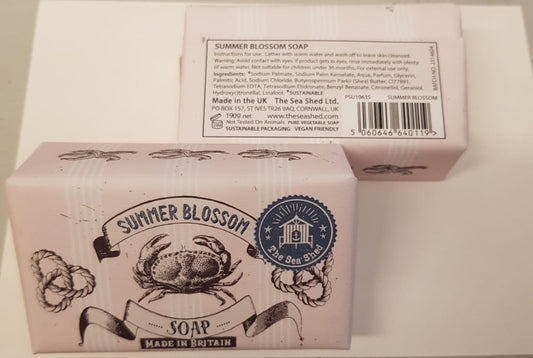 SUMMER BLOSSOM SOAP
Instructions for use: Lather with warm water and wash off to leave skin cleansed.
Warning: Avoid contact with eyes. If product gets in eyes, rinse immediately with plenty
of warm water. Not suitable for children under 36 months. For external use only.
Ingredients: *Sodium Palmate, Sodium Palm Kernelate, Aqua, Parfum, Glycerin,
Palmitic Acid, Sodium Chloride, Butyrospermum Parkii (Shea) Butter, CI77891,
Tetrasodium EDTA, Tetrasodium Etidronate, Benzyl Benzoate, Citronellol, Geraniol,
Hydroxycitronellal, Linalool. *SUSTAINABLE
Made in the UK The Sea Shed Ltd.
PO BOX 157, ST IVES TR26 9AQ, CORNWALL, UK
190g net www.theseashed.com
Not Tested On Animals PURE VEGETABLE SOAP
SUSTAINABLE PACKAGING VEGAN FRIENDLY
PSU10635 SUMMER BLOSSOM
5 060646 640119 >
SUMMER BLOSSOM
The Sea Shed
SOAP
MADE IN BRITAIN